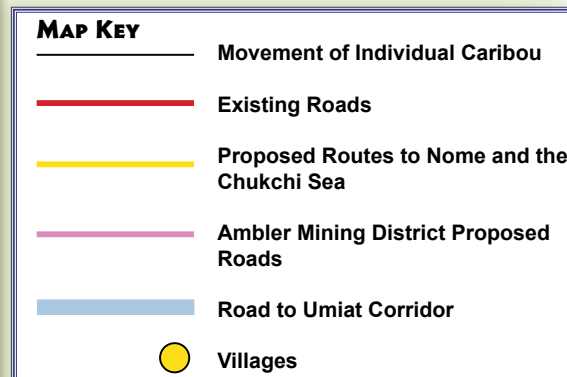 Map Key
Movement of Individual Caribou
Existing Roads
Proposed Routes to Nome and the
Chukchi Sea
Ambler Mining District Proposed
Roads
Road to Umiat Corridor
Villages